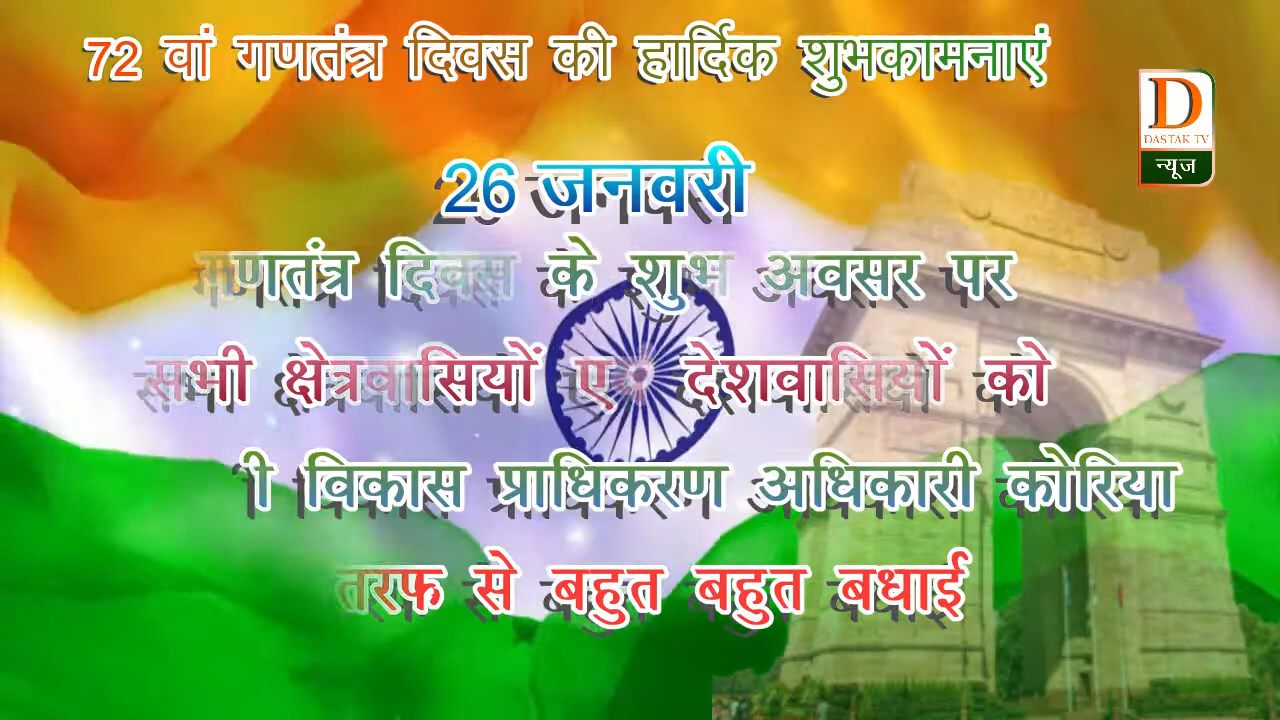 72 वां गणतंत्र दिवस की हार्दिक शुभकामनाएं
D
DASTAK TV
न्यूज
26 जनवरी
गणतंत्र दिवस के शुभ अवसर पर
सभी क्षेत्रवासियों ए देशवासियों को
विकास प्राधिकरण अधिकारी कोरिया
तरफ से बहुत बहुत बधाई